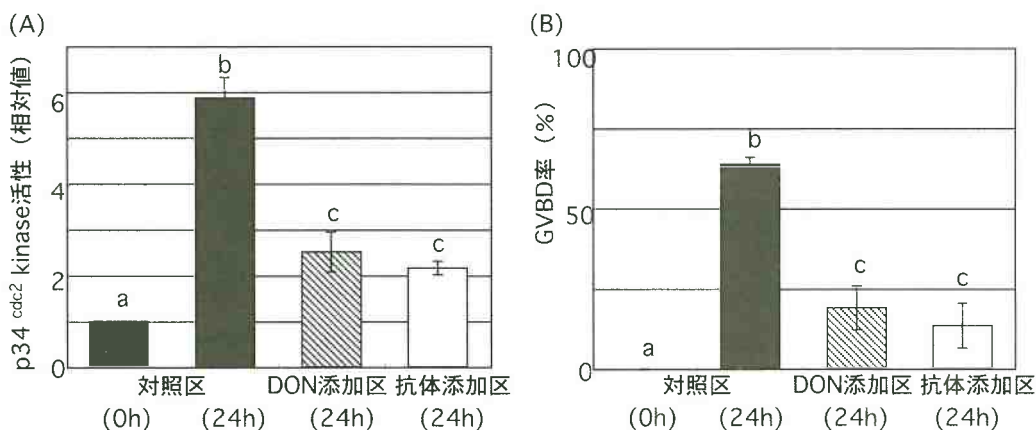 (A)
p34 cdc2 kinase活性 (相対値)
6
4
2
0
a
b
c
c
対照区 DON添加区 抗体添加区
(0h) (24h) (24h) (24h)
(B)
GVBD率 (%)
100
50
0
a
b
c
c
対照区 DON添加区 抗体添加区
(0h) (24h) (24h) (24h)